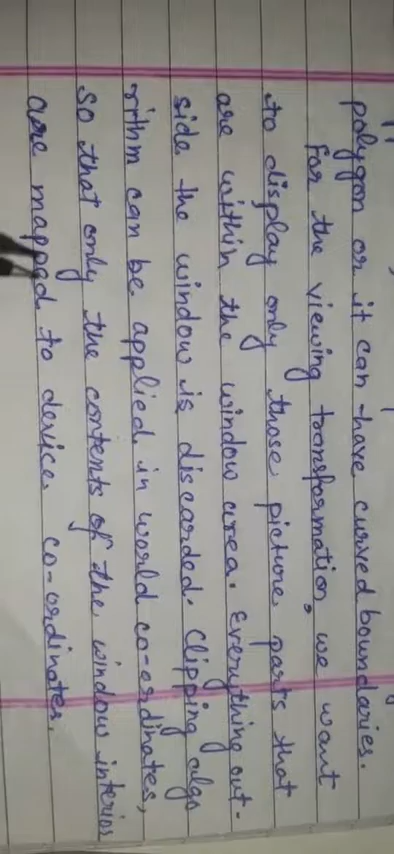 polygon or it can have curved boundaries.
For the viewing transformation, we want
to display only those picture parts that
are within the window area. Everything out-
side the window is discarded. Clipping algo
rithm can be applied in world co-ordinates,
so that only the contents of the window interior
are mapped to device co-ordinates.